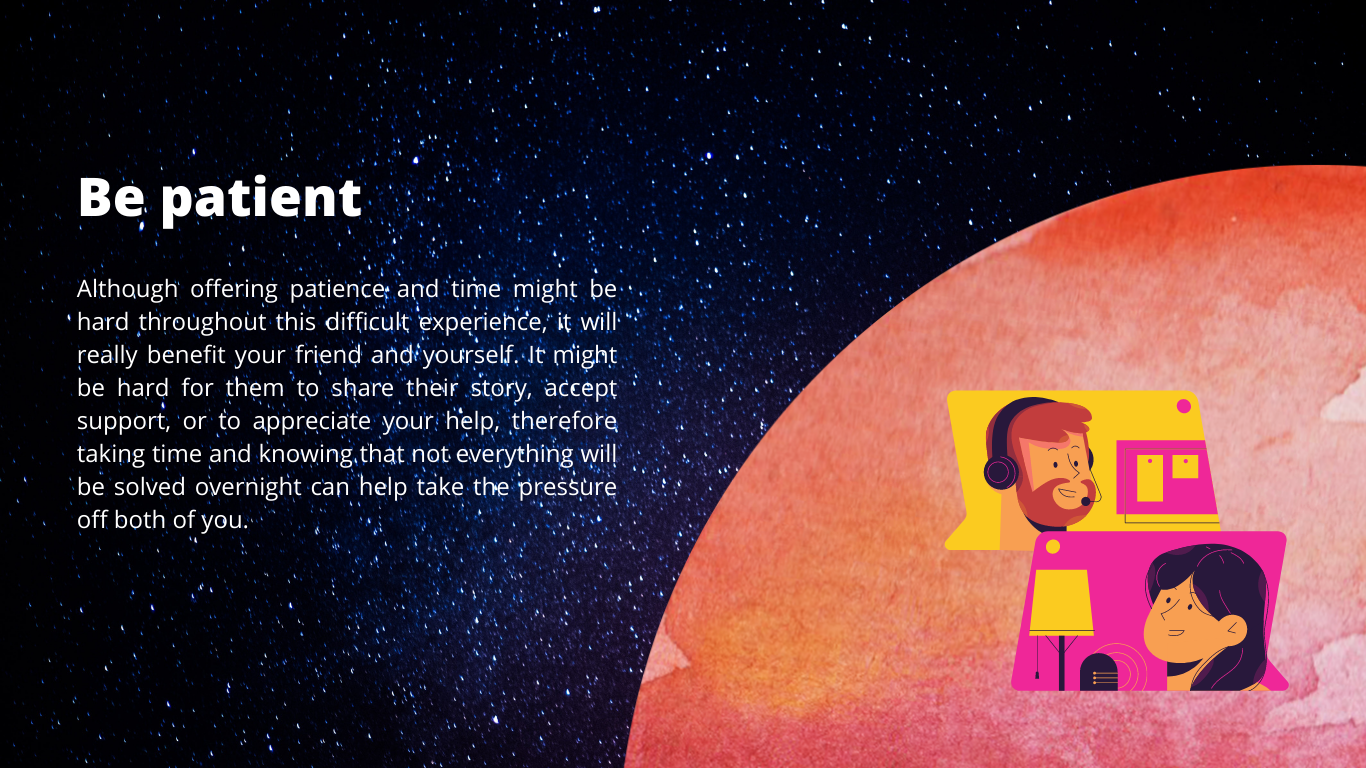 Be patient
Although offering patience and time might be
hard throughout this difficult experience, it will
really benefit your friend and yourself. It might
be hard for them to share their story, accept
support, or to appreciate your help, therefore
taking time and knowing that not everything will
be solved overnight can help take the pressure
off both of you.